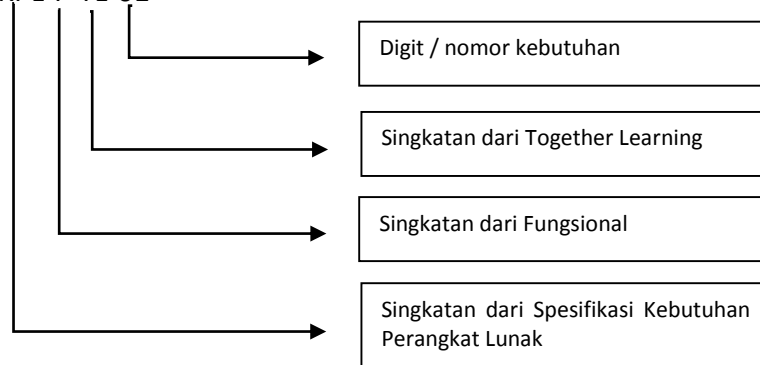 Digit / nomor kebutuhan
Singkatan dari Together Learning
Singkatan dari Fungsional
Singkatan dari Spesifikasi Kebutuhan
Perangkat Lunak